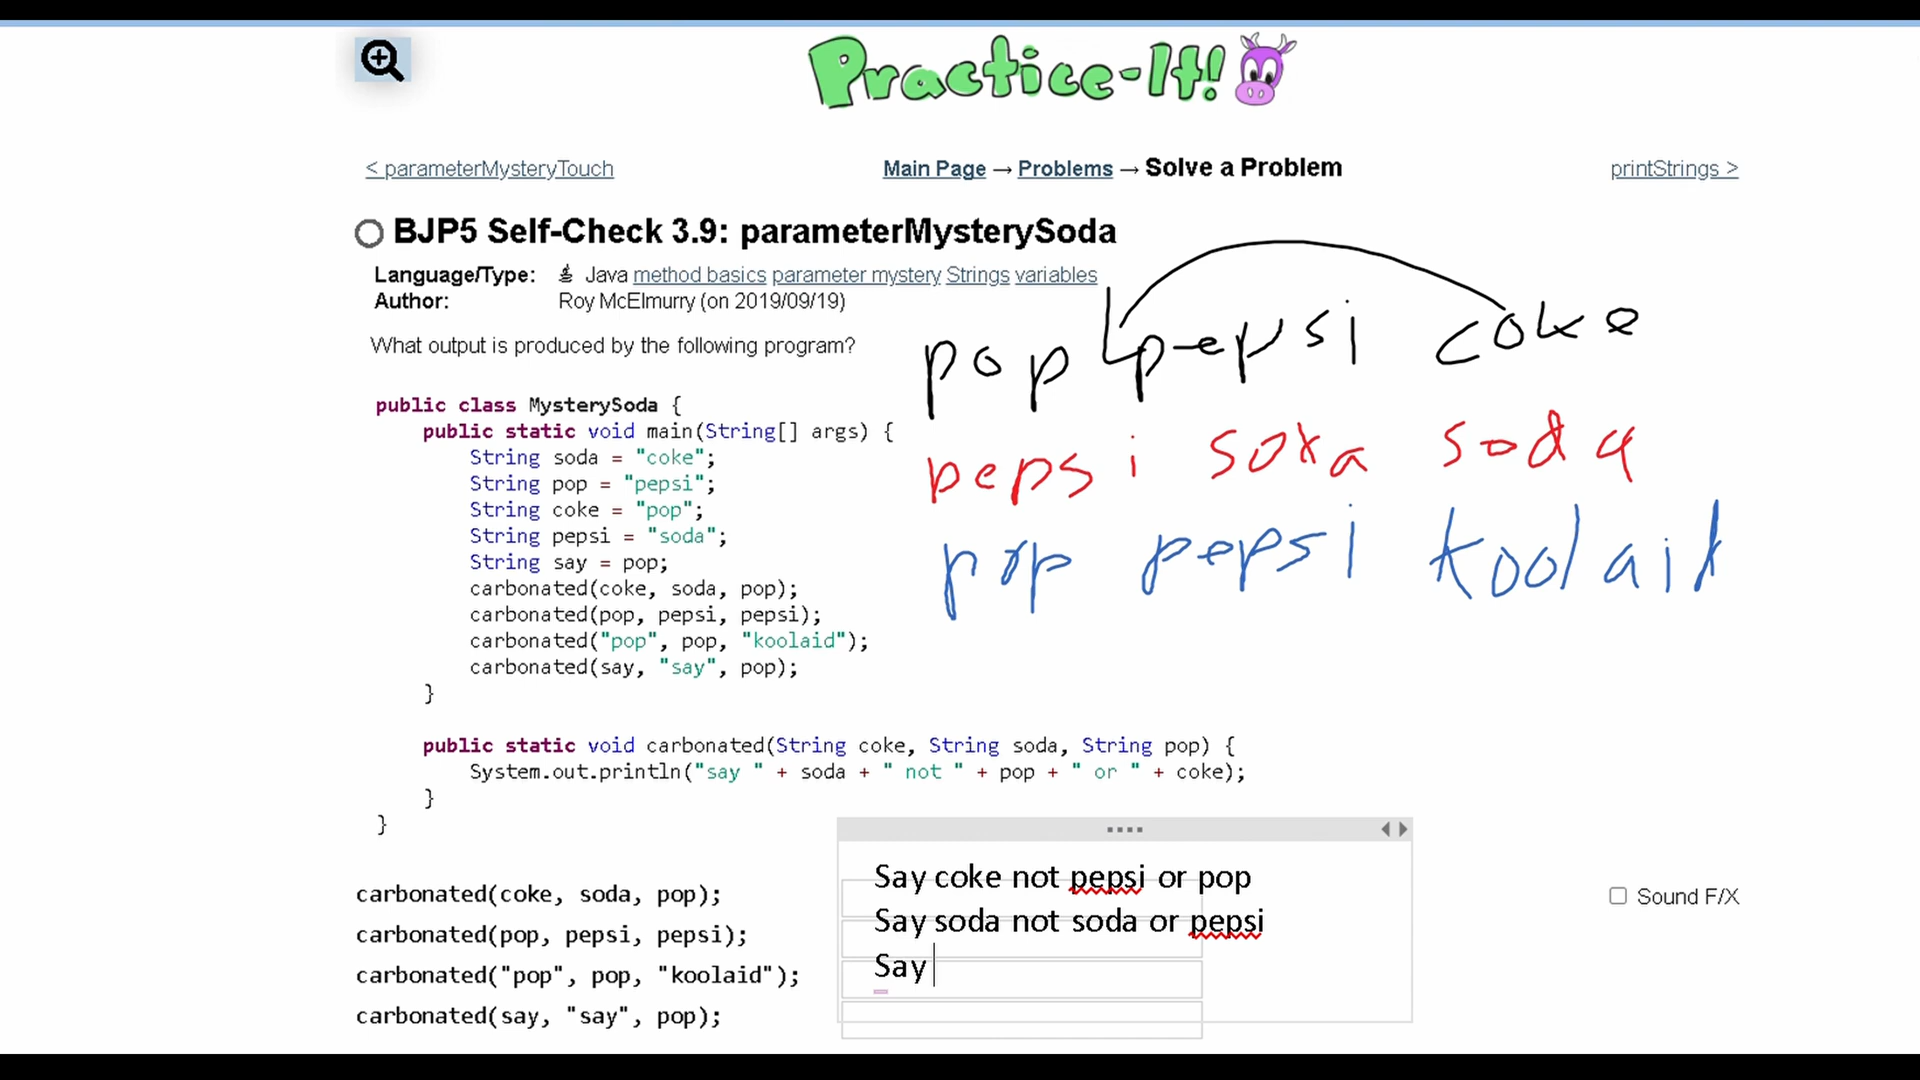 Practice-It!
< parameterMysteryTouch
Main Page → Problems → Solve a Problem
printStrings >
BJP5 Self-Check 3.9: parameterMysterySoda
Language/Type: Java method basics parameter mystery Strings variables
Author: Roy McElmurry (on 2019/09/19)
What output is produced by the following program?
pop pepsi coke
pepsi soda soda
pop pepsi koolaid
public class MysterySoda {
public static void main(String[] args) {
String soda = "coke";
String pop = "pepsi";
String coke = "pop";
String pepsi = "soda";
String say = pop;
carbonated(coke, soda, pop);
carbonated(pop, pepsi, pepsi);
carbonated("pop", pop, "koolaid");
carbonated(say, "say", pop);
}
public static void carbonated(String coke, String soda, String pop) {
System.out.println("say " + soda + " not " + pop + " or " + coke);
}
}
carbonated(coke, soda, pop);
carbonated(pop, pepsi, pepsi);
carbonated("pop", pop, "koolaid");
carbonated(say, "say", pop);
Say coke not pepsi or pop
Say soda not soda or pepsi
Say
Sound F/X